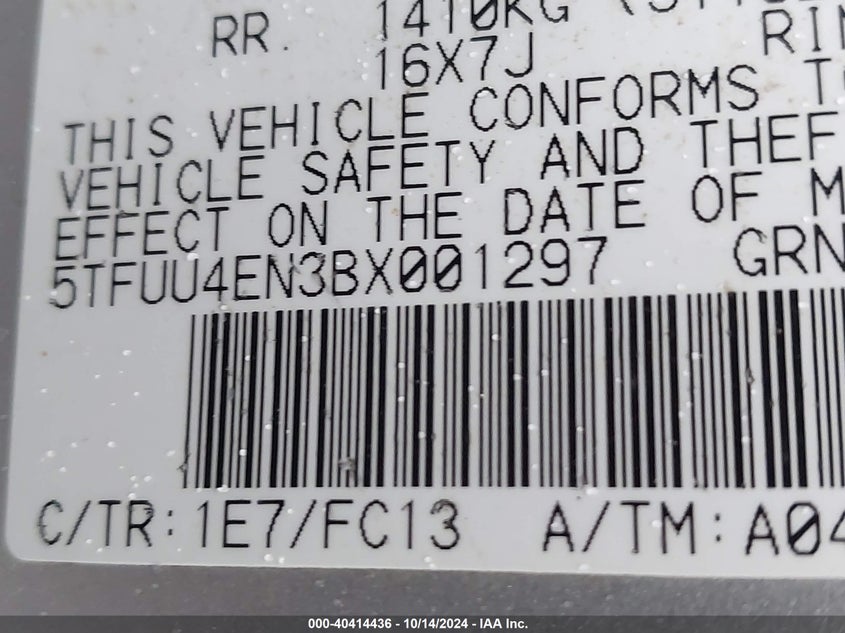 RR. 1410KG
16X7J RI
THIS VEHICLE CONFORMS T
VEHICLE SAFETY AND THEF
EFFECT ON THE DATE OF M
5TFUU4EN3BX001297 GRN
C/TR:1E7/FC13 A/TM:A04
000-40414436 - 10/14/2024 - IAA Inc.